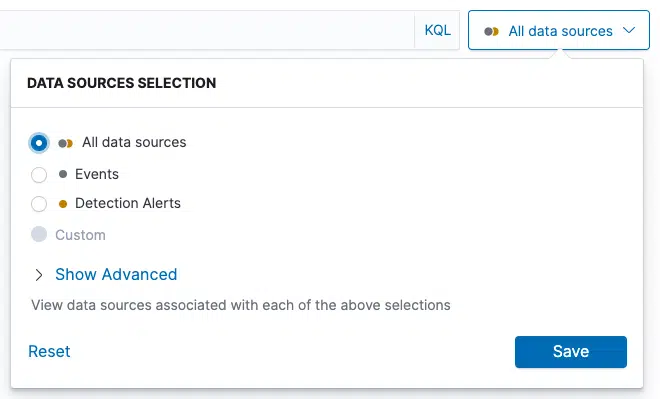 KQL All data sources
DATA SOURCES SELECTION
All data sources
Events
Detection Alerts
Custom
Show Advanced
View data sources associated with each of the above selections
Reset Save